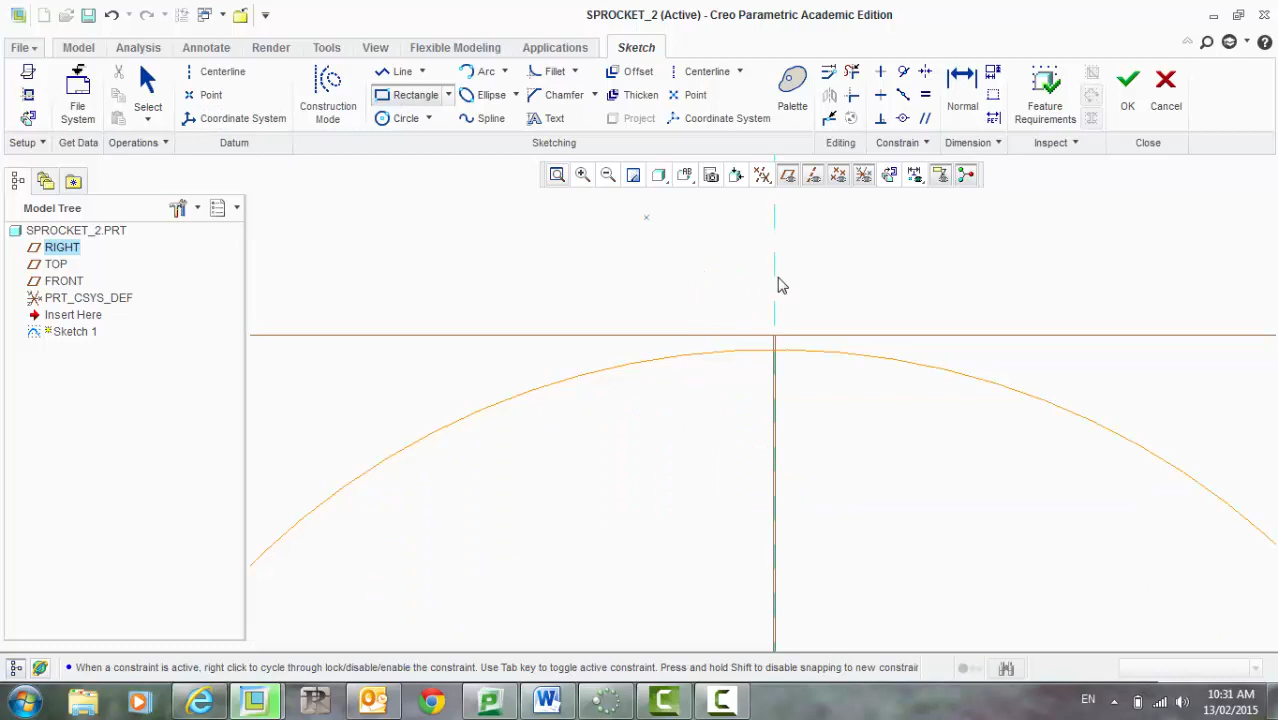 SPROCKET_2 (Active) - Creo Parametric Academic Edition
File Model Analysis Annotate Render Tools View Flexible Modeling Applications Sketch
Centerline Line Arc Fillet Offset Centerline
Point Rectangle Ellipse Chamfer Thicken Point
Coordinate System Circle Spline Text Project Coordinate System
File System
Select
Construction Mode
Palette
Normal
Feature Requirements
OK
Cancel
Setup Get Data Operations Datum Sketching Editing Constrain Dimension Inspect Close
Model Tree
SPROCKET_2.PRT
RIGHT
TOP
FRONT
PRT_CSYS_DEF
Insert Here
Sketch 1
When a constraint is active, right click to cycle through lock/disable/enable the constraint. Use Tab key to toggle active constraint. Press and hold Shift to disable snapping to new constrair
EN
10:31 AM
13/02/2015